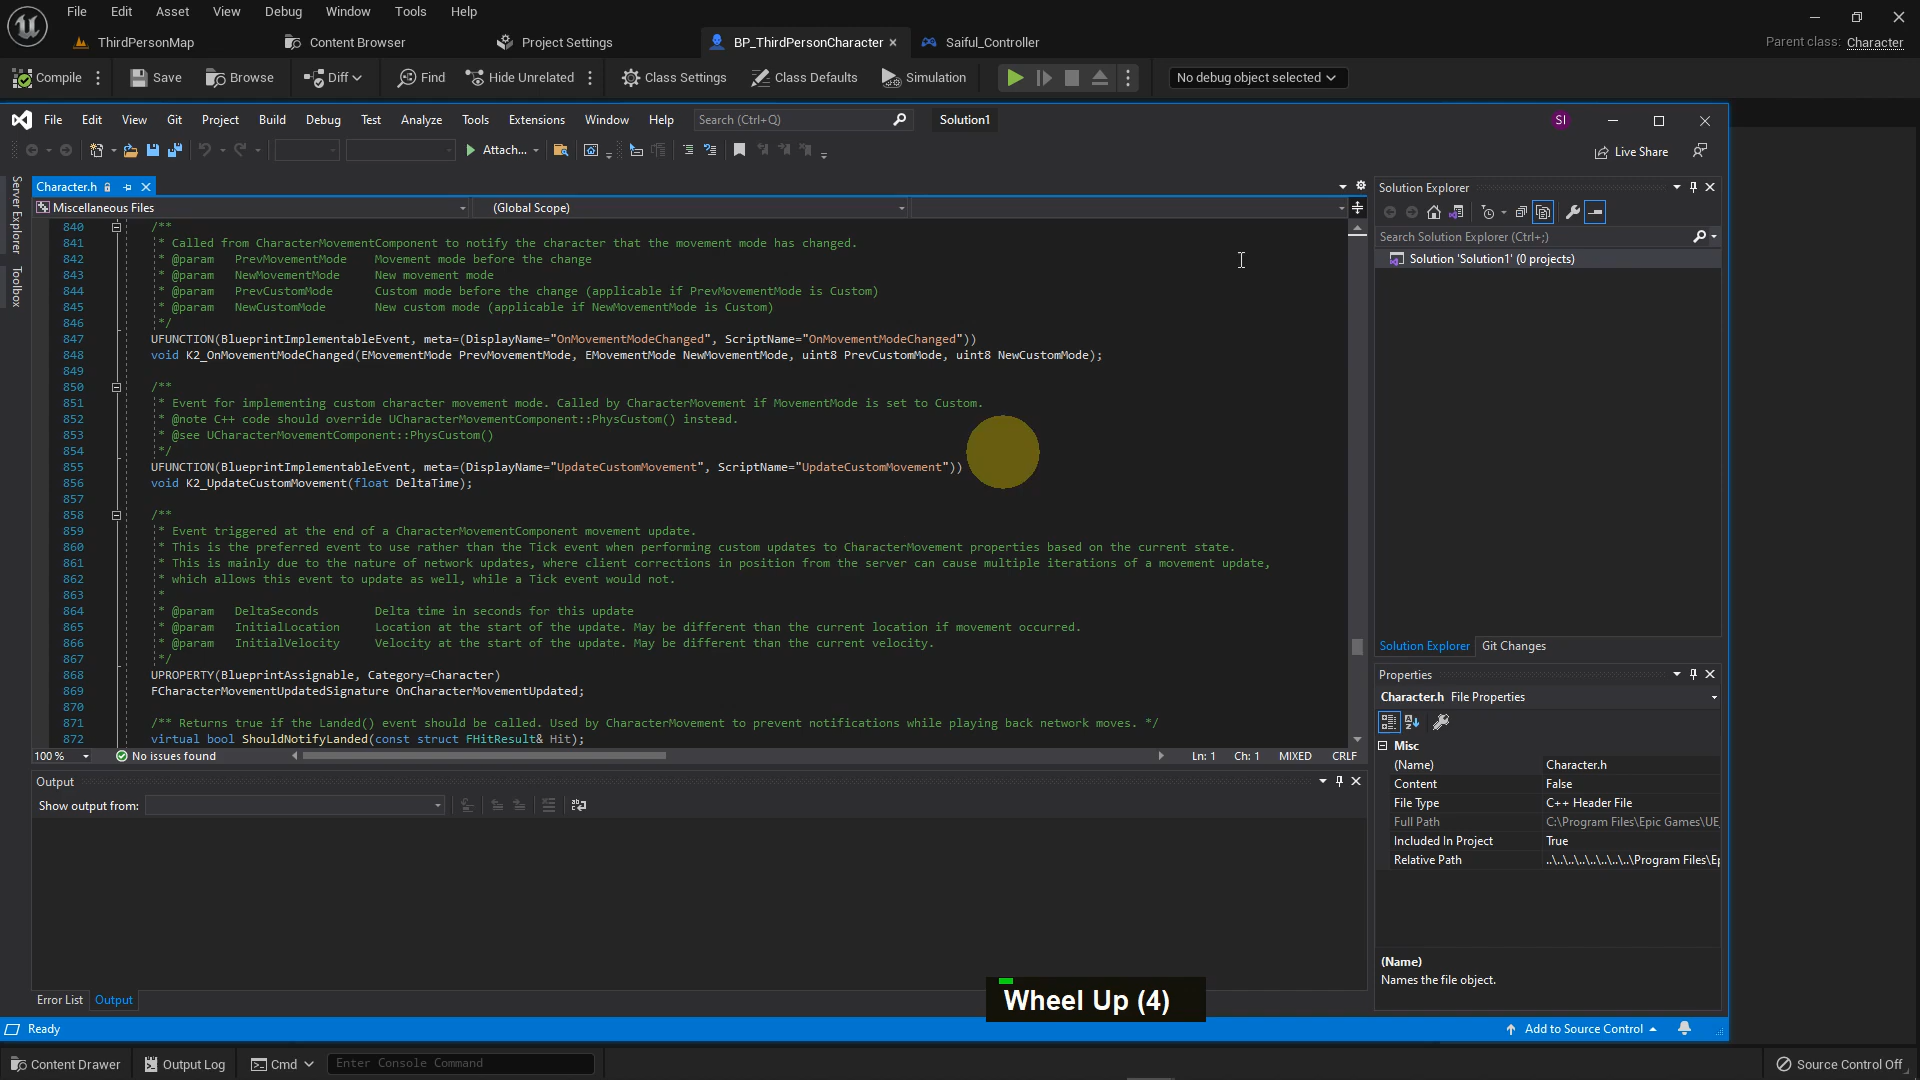 File Edit Asset View Debug Window Tools Help
ThirdPersonMap Content Browser Project Settings BP_ThirdPersonCharacter Saiful_Controller Parent class: Character
Compile Save Browse Diff Find Hide Unrelated Class Settings Class Defaults Simulation No debug object selected
File Edit View Git Project Build Debug Test Analyze Tools Extensions Window Help Search (Ctrl+Q) Solution1 SI
Attach... Live Share
Server Explorer
Toolbox
Character.h
Miscellaneous Files (Global Scope)
840 /**
841 * Called from CharacterMovementComponent to notify the character that the movement mode has changed.
842 * @param PrevMovementMode Movement mode before the change
843 * @param NewMovementMode New movement mode
844 * @param PrevCustomMode Custom mode before the change (applicable if PrevMovementMode is Custom)
845 * @param NewCustomMode New custom mode (applicable if NewMovementMode is Custom)
846 */
847 UFUNCTION(BlueprintImplementableEvent, meta=(DisplayName="OnMovementModeChanged", ScriptName="OnMovementModeChanged"))
848 void K2_OnMovementModeChanged(EMovementMode PrevMovementMode, EMovementMode NewMovementMode, uint8 PrevCustomMode, uint8 NewCustomMode);
849
850 /**
851 * Event for implementing custom character movement mode. Called by CharacterMovement if MovementMode is set to Custom.
852 * @note C++ code should override UCharacterMovementComponent::PhysCustom() instead.
853 * @see UCharacterMovementComponent::PhysCustom()
854 */
855 UFUNCTION(BlueprintImplementableEvent, meta=(DisplayName="UpdateCustomMovement", ScriptName="UpdateCustomMovement"))
856 void K2_UpdateCustomMovement(float DeltaTime);
857
858 /**
859 * Event triggered at the end of a CharacterMovementComponent movement update.
860 * This is the preferred event to use rather than the Tick event when performing custom updates to CharacterMovement properties based on the current state.
861 * This is mainly due to the nature of network updates, where client corrections in position from the server can cause multiple iterations of a movement update,
862 * which allows this event to update as well, while a Tick event would not.
863 *
864 * @param DeltaSeconds Delta time in seconds for this update
865 * @param InitialLocation Location at the start of the update. May be different than the current location if movement occurred.
866 * @param InitialVelocity Velocity at the start of the update. May be different than the current velocity.
867 */
868 UPROPERTY(BlueprintAssignable, Category=Character)
869 FCharacterMovementUpdatedSignature OnCharacterMovementUpdated;
870
871 /** Returns true if the Landed() event should be called. Used by CharacterMovement to prevent notifications while playing back network moves. */
872 virtual bool ShouldNotifyLanded(const struct FHitResult& Hit);
100 % No issues found Ln: 1 Ch: 1 MIXED CRLF
Output
Show output from:
Error List Output
Solution Explorer
Search Solution Explorer (Ctrl+;)
Solution 'Solution1' (0 projects)
Solution Explorer Git Changes
Properties
Character.h File Properties
Misc
(Name) Character.h
Content False
File Type C++ Header File
Full Path C:\Program Files\Epic Games\UE_
Included In Project True
Relative Path ..\..\..\..\..\..\..\Program Files\Ep
(Name)
Names the file object.
Wheel Up (4)
Ready Add to Source Control
Content Drawer Output Log Cmd Enter Console Command Source Control Off